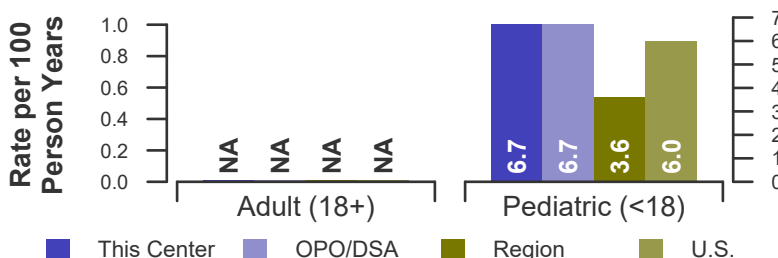 Rate per 100
Person Years
1.0
0.8
0.6
0.4
0.2
0.0
NA NA NA NA
6.7 6.7 3.6 6.0
7
6
5
4
3
2
1
0
Adult (18+) Pediatric (<18)
This Center OPO/DSA Region U.S.